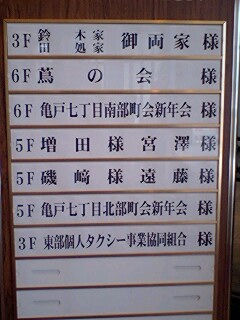 3F 鈴木家 田処家 御両家 様
6F 蔦の会 様
6F 亀戸七丁目南部町会新年会 様
5F 増田様 宮澤 様
5F 磯﨑様 遠藤 様
5F 亀戸七丁目北部町会新年会 様
3F 東部個人タクシー事業協同組合 様